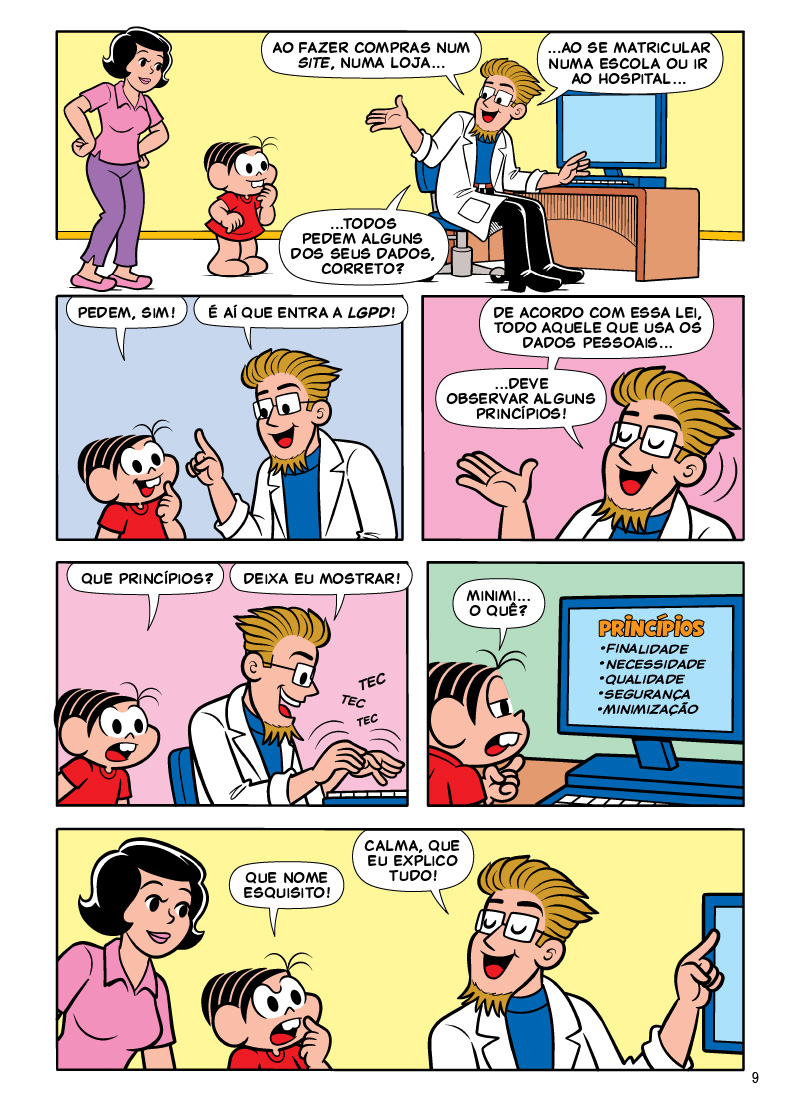 AO FAZER COMPRAS NUM
SITE, NUMA LOJA...
...AO SE MATRICULAR
NUMA ESCOLA OU IR
AO HOSPITAL...
...TODOS
PEDEM ALGUNS
DOS SEUS DADOS,
CORRETO?
PEDEM, SIM!
É AÍ QUE ENTRA A LGPD!
DE ACORDO COM ESSA LEI,
TODO AQUELE QUE USA OS
DADOS PESSOAIS...
...DEVE
OBSERVAR ALGUNS
PRINCÍPIOS!
QUE PRINCÍPIOS?
DEIXA EU MOSTRAR!
TEC
TEC
TEC
MINIMI...
O QUÊ?
PRINCÍPIOS
•FINALIDADE
•NECESSIDADE
•QUALIDADE
•SEGURANÇA
•MINIMIZAÇÃO
QUE NOME
ESQUISITO!
CALMA, QUE
EU EXPLICO
TUDO!
9